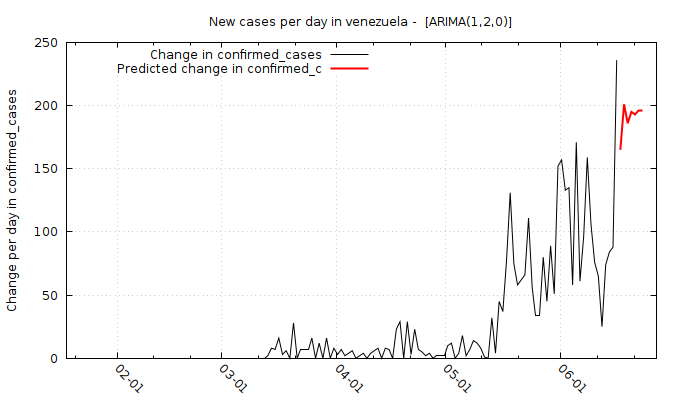 New cases per day in venezuela -  [ARIMA(1,2,0)]
Change in confirmed_cases
Predicted change in confirmed_c
Change per day in confirmed_cases
250
200
150
100
50
0
02-01
03-01
04-01
05-01
06-01